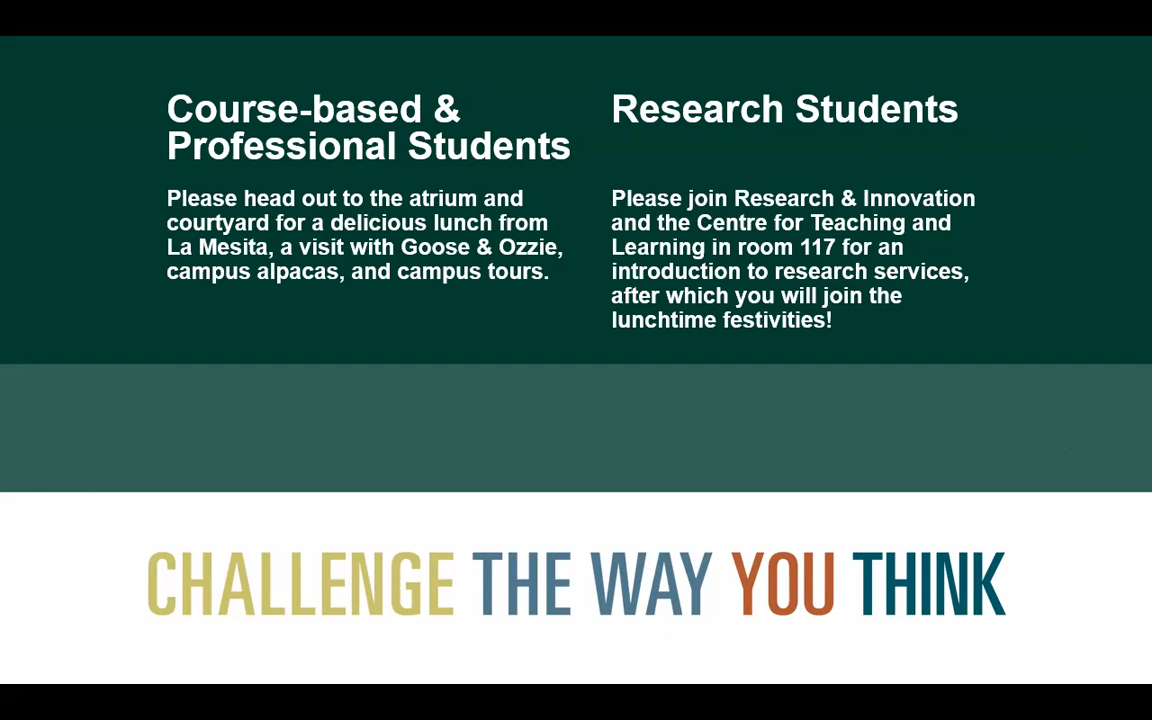 Course-based &
Professional Students
Please head out to the atrium and
courtyard for a delicious lunch from
La Mesita, a visit with Goose & Ozzie,
campus alpacas, and campus tours.
Research Students
Please join Research & Innovation
and the Centre for Teaching and
Learning in room 117 for an
introduction to research services,
after which you will join the
lunchtime festivities!
CHALLENGE THE WAY YOU THINK